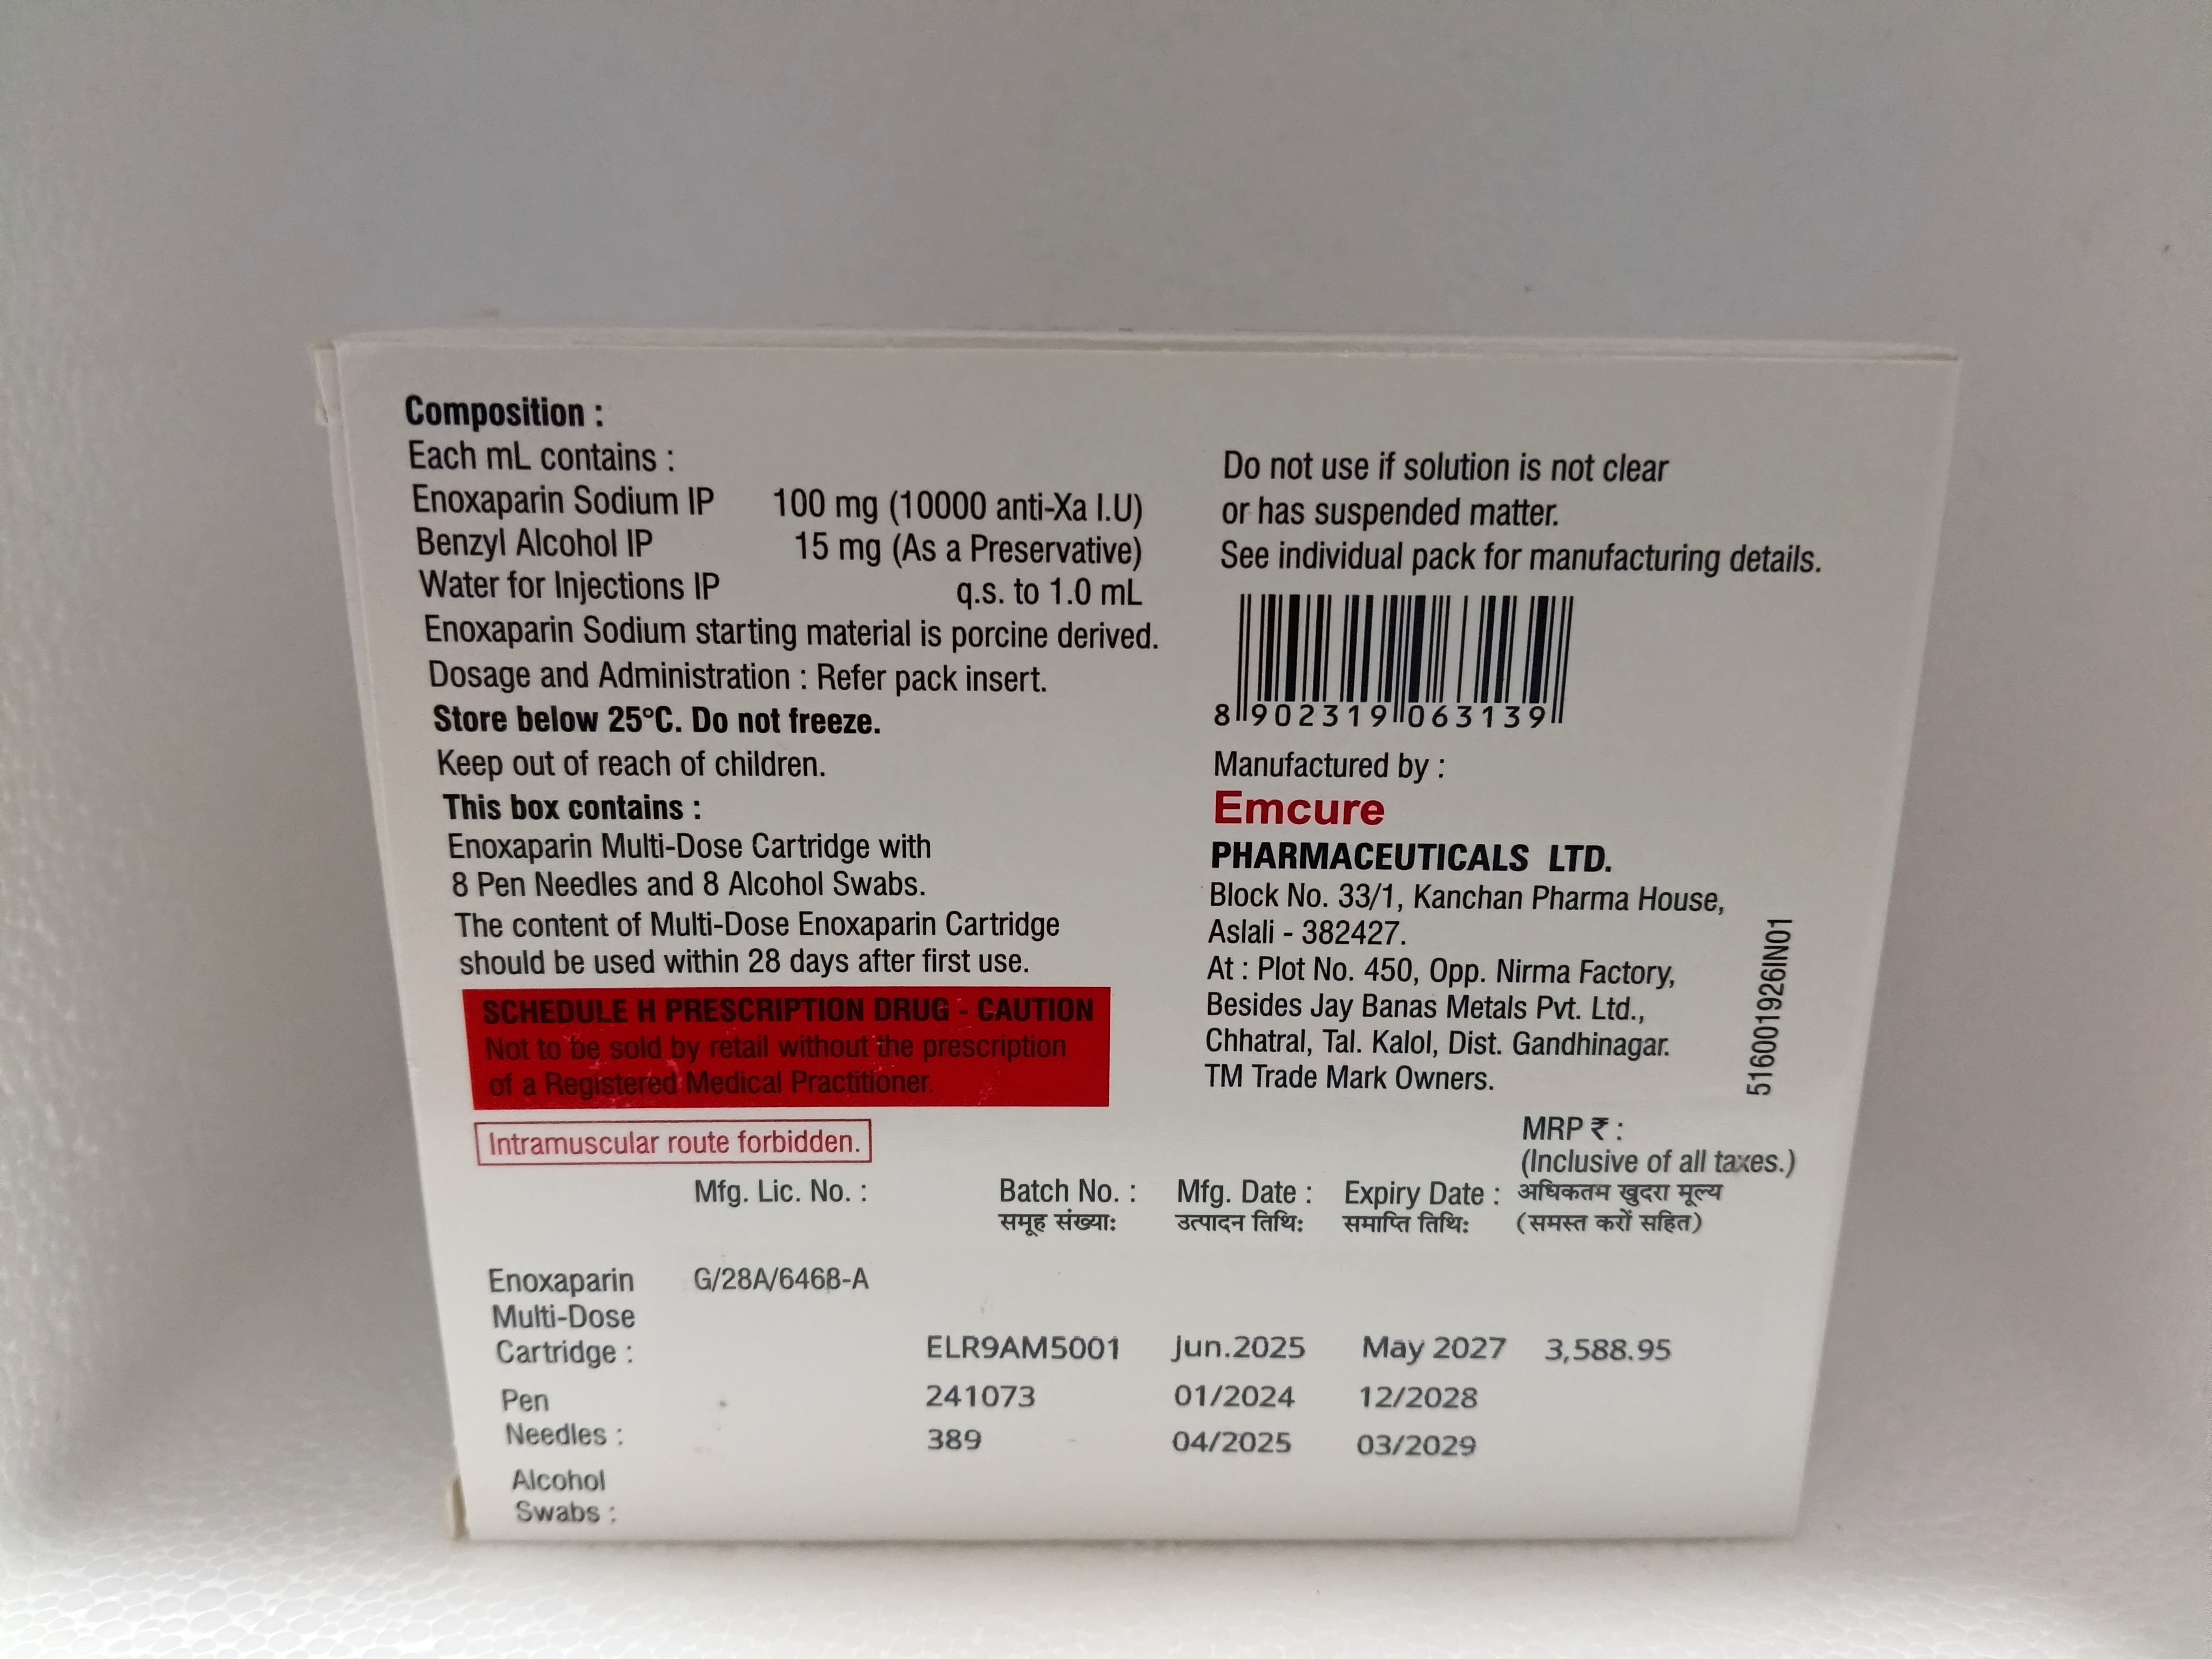 Composition :
Each mL contains :
Enoxaparin Sodium IP 100 mg (10000 anti-Xa I.U)
Benzyl Alcohol IP 15 mg (As a Preservative)
Water for Injections IP q.s. to 1.0 mL
Enoxaparin Sodium starting material is porcine derived.
Dosage and Administration : Refer pack insert.
Store below 25°C. Do not freeze.
Keep out of reach of children.
This box contains :
Enoxaparin Multi-Dose Cartridge with
8 Pen Needles and 8 Alcohol Swabs.
The content of Multi-Dose Enoxaparin Cartridge
should be used within 28 days after first use.
SCHEDULE H PRESCRIPTION DRUG - CAUTION
Not to be sold by retail without the prescription
of a Registered Medical Practitioner.
Intramuscular route forbidden.
Do not use if solution is not clear
or has suspended matter.
See individual pack for manufacturing details.
8 902319 063139
Manufactured by :
Emcure
PHARMACEUTICALS LTD.
Block No. 33/1, Kanchan Pharma House,
Aslali - 382427.
At : Plot No. 450, Opp. Nirma Factory,
Besides Jay Banas Metals Pvt. Ltd.,
Chhatral, Tal. Kalol, Dist. Gandhinagar.
TM Trade Mark Owners.
516001926IN01
MRP ₹ :
(Inclusive of all taxes.)
Mfg. Lic. No. : Batch No. : Mfg. Date : Expiry Date : अधिकतम खुदरा मूल्य
समूह संख्याः उत्पादन तिथिः समाप्ति तिथिः (समस्त करों सहित)
Enoxaparin G/28A/6468-A
Multi-Dose
Cartridge : ELR9AM5001 Jun.2025 May 2027 3,588.95
Pen 241073 01/2024 12/2028
Needles : 389 04/2025 03/2029
Alcohol
Swabs :